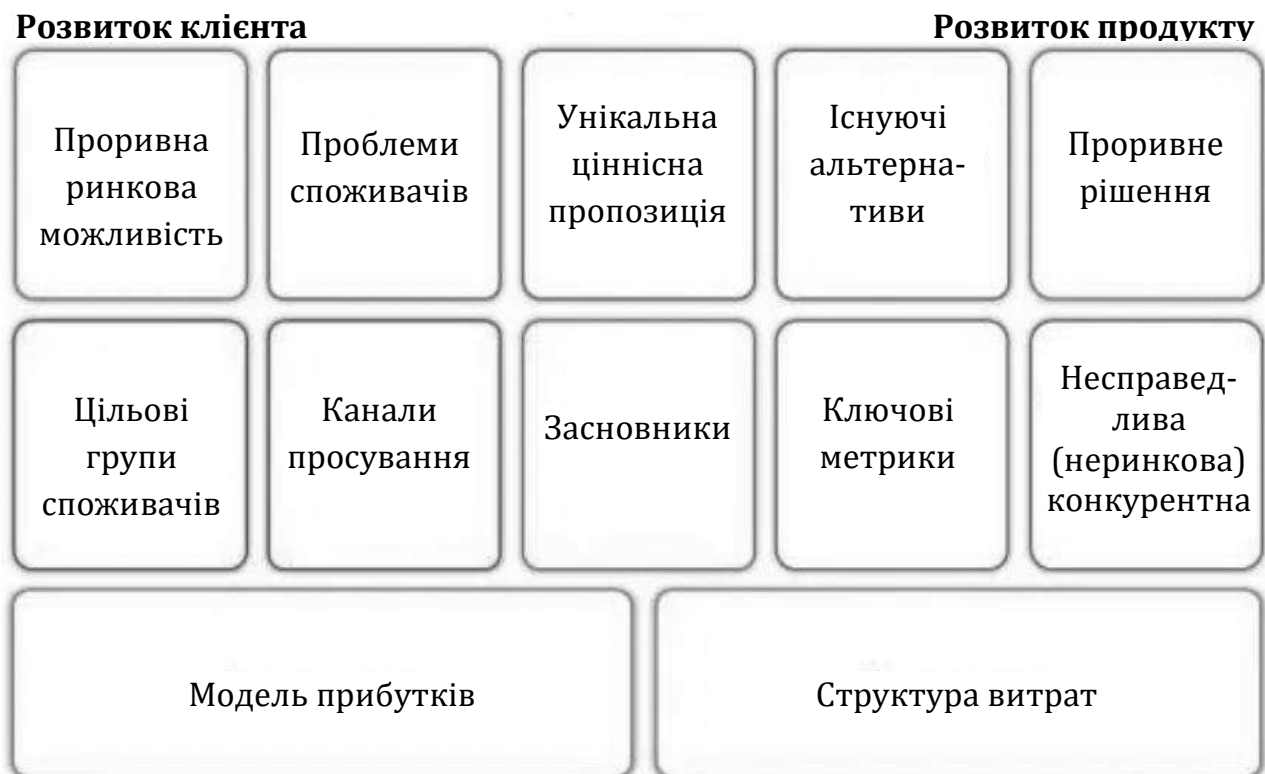 Розвиток клієнта
Розвиток продукту
Проривна
ринкова
можливість
Проблеми
споживачів
Унікальна
ціннісна
пропозиція
Існуючі
альтерна-
тиви
Проривне
рішення
Цільові
групи
споживачів
Канали
просування
Засновники
Ключові
метрики
Несправед-
лива
(неринкова)
конкурентна
Модель прибутків
Структура витрат